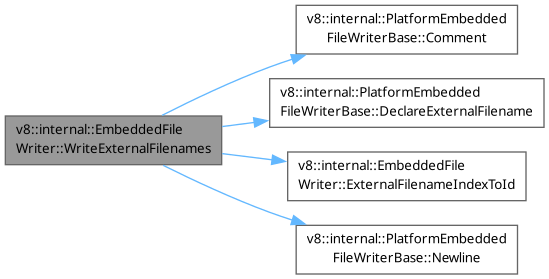 v8::internal::PlatformEmbedded
FileWriterBase::Comment
v8::internal::PlatformEmbedded
FileWriterBase::DeclareExternalFilename
v8::internal::EmbeddedFile
Writer::WriteExternalFilenames
v8::internal::EmbeddedFile
Writer::ExternalFilenameIndexToId
v8::internal::PlatformEmbedded
FileWriterBase::Newline